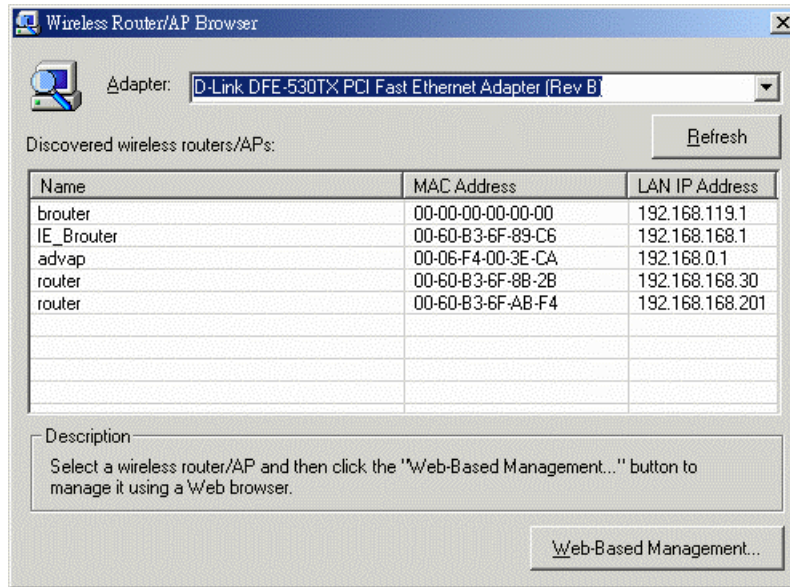 Wireless Router/AP Browser
Adapter: D-Link DFE-530TX PCI Fast Ethernet Adapter (Rev B)
Refresh
Discovered wireless routers/APs:
Name MAC Address LAN IP Address
brouter 00-00-00-00-00-00 192.168.119.1
IE_Brouter 00-60-B3-6F-89-C6 192.168.168.1
advap 00-06-F4-00-3E-CA 192.168.0.1
router 00-60-B3-6F-8B-2B 192.168.168.30
router 00-60-B3-6F-AB-F4 192.168.168.201
Description
Select a wireless router/AP and then click the "Web-Based Management..." button to
manage it using a Web browser.
Web-Based Management...